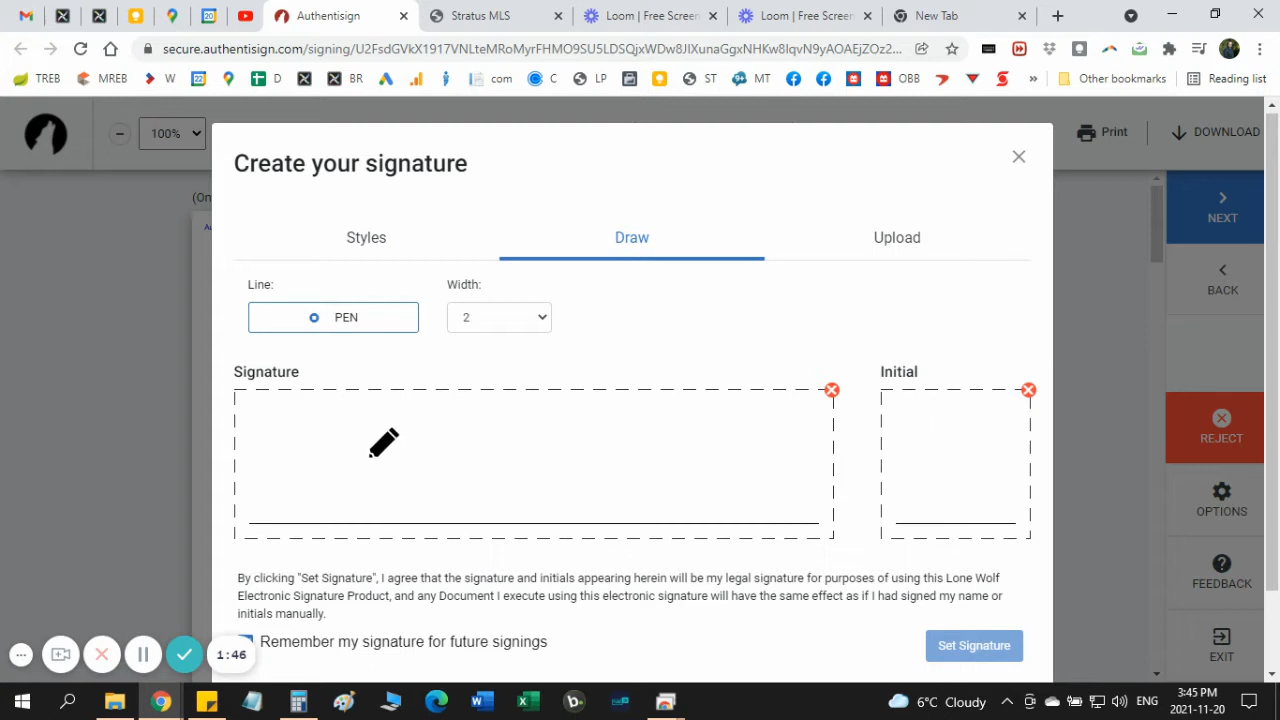 Authentisign
Stratus MLS
Loom | Free Screen
Loom | Free Screen
New Tab
secure.authentisign.com/signing/U2FsdGVkX1917VNLteMRoMyrFHMO9SU5LDSQjxWDw8JIXunaGgxNHKw8IqvN9yAOAEjZOz2...
TREB
MREB
W
D
BR
com
C
LP
ST
MT
OBB
»
Other bookmarks
Reading list
100%
Print
DOWNLOAD
(On
Create your signature
Styles
Draw
Upload
NEXT
BACK
REJECT
OPTIONS
FEEDBACK
EXIT
Line:
Width:
PEN
2
Signature
Initial
By clicking "Set Signature", I agree that the signature and initials appearing herein will be my legal signature for purposes of using this Lone Wolf
Electronic Signature Product, and any Document I execute using this electronic signature will have the same effect as if I had signed my name or
initials manually.
Remember my signature for future signings
Set Signature
1:46
6°C Cloudy
ENG
3:45 PM
2021-11-20